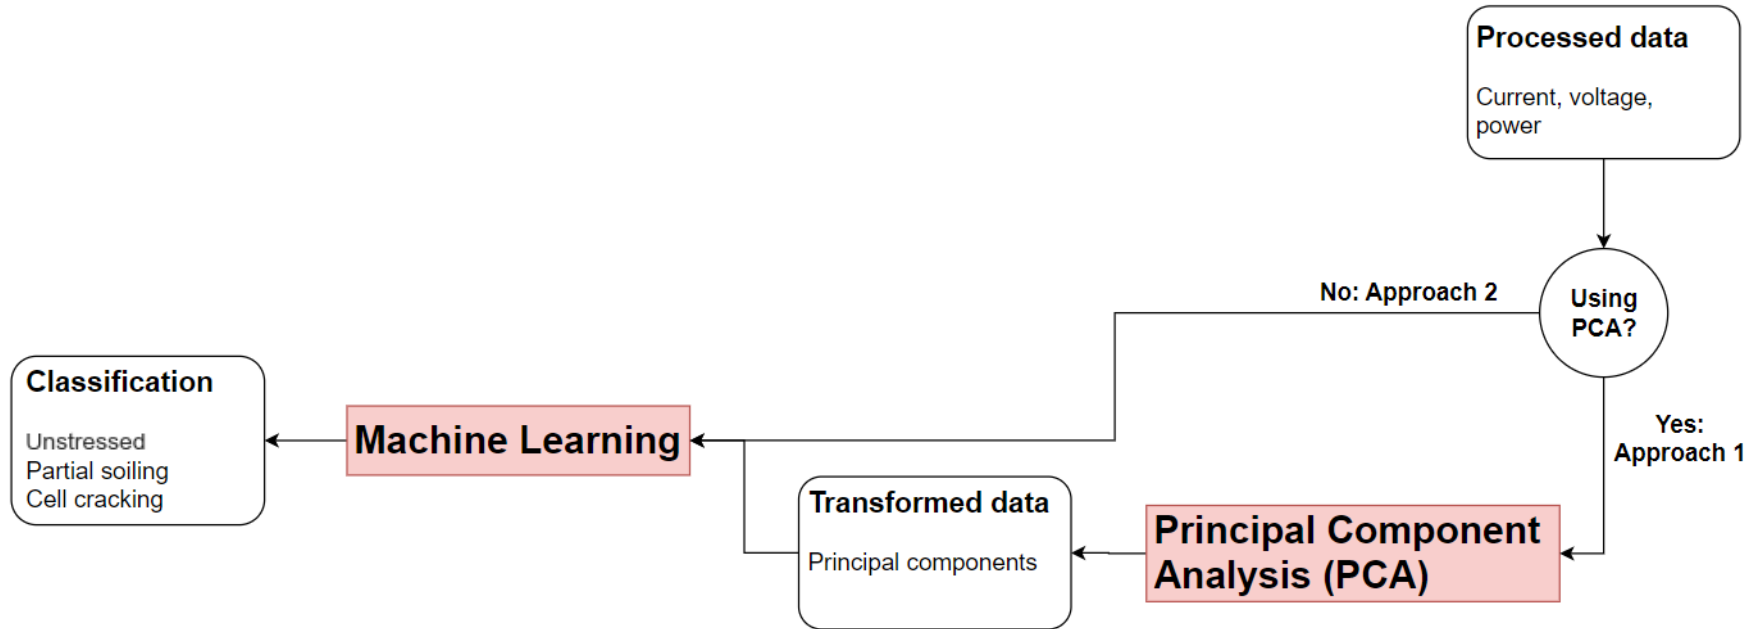 Processed data
Current, voltage,
power
Using
PCA?
No: Approach 2
Yes:
Approach 1
Principal Component
Analysis (PCA)
Transformed data
Principal components
Machine Learning
Classification
Unstressed
Partial soiling
Cell cracking